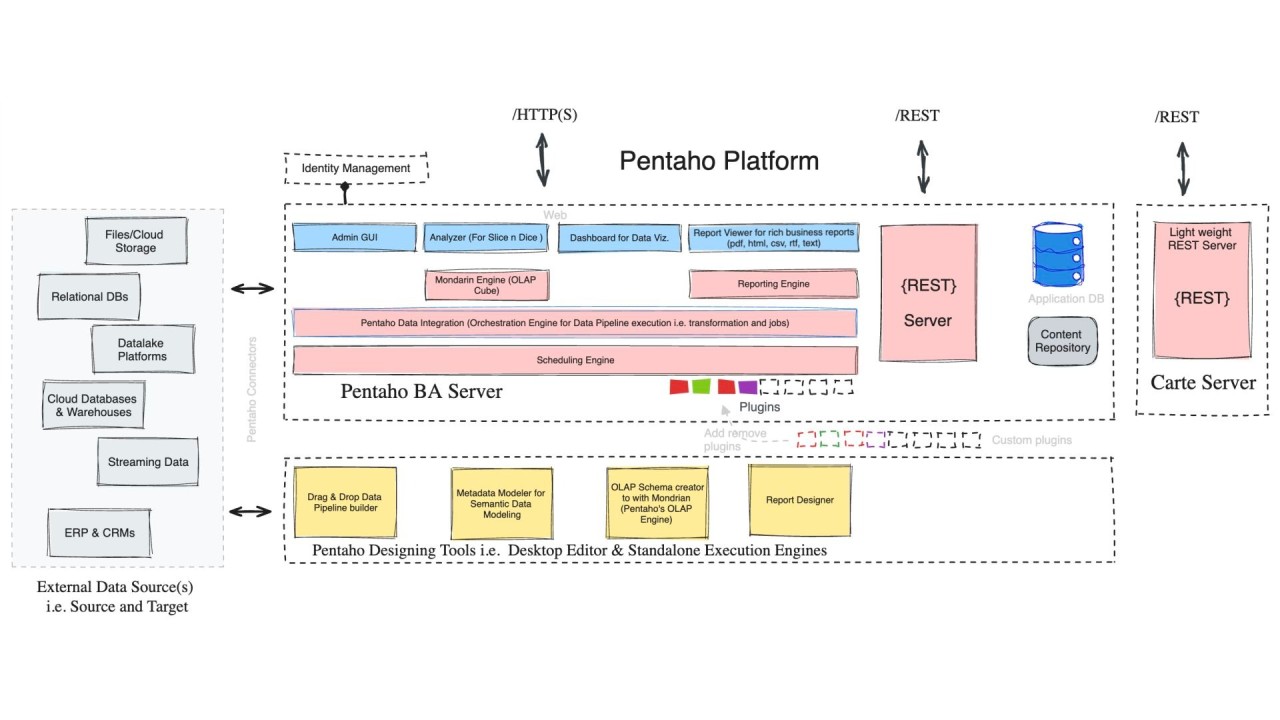 /HTTP(S)
/REST
/REST
Pentaho Platform
Identity Management
Web
Files/Cloud
Storage
Relational DBs
Datalake
Platforms
Cloud Databases
& Warehouses
Streaming Data
ERP & CRMs
External Data Source(s)
i.e. Source and Target
Pentaho Connectors
Admin GUI
Analyzer (For Slice n Dice )
Dashboard for Data Viz.
Report Viewer for rich business reports
(pdf, html, csv, rtf, text)
Mondarin Engine (OLAP
Cube)
Reporting Engine
Pentaho Data Integration (Orchestration Engine for Data Pipeline execution i.e. transformation and jobs)
Scheduling Engine
Pentaho BA Server
Plugins
{REST}
Server
Application DB
Content
Repository
Light weight
REST Server
{REST}
Carte Server
Add remove
plugins
Custom plugins
Drag & Drop Data
Pipeline builder
Metadata Modeler for
Semantic Data
Modeling
OLAP Schema creator
to with Mondrian
(Pentaho's OLAP
Engine)
Report Designer
Pentaho Designing Tools i.e. Desktop Editor & Standalone Execution Engines